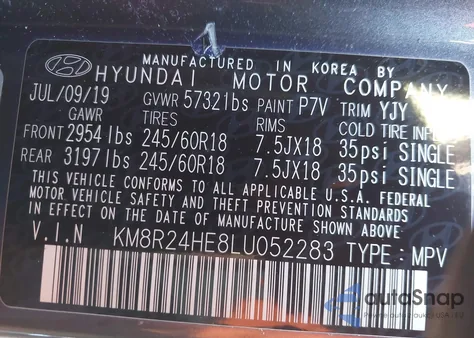 1
MANUFACTURED IN KOREA BY
HYUNDAI MOTOR COMPANY
JUL/09/19 GVWR 5732lbs PAINT P7V TRIM YJY
GAWR TIRES RIMS COLD TIRE INFL
FRONT 2954lbs 245/60R18 7.5JX18 35psi SINGLE
REAR 3197lbs 245/60R18 7.5JX18 35psi SINGLE
THIS VEHICLE CONFORMS TO ALL APPLICABLE U.S.A. FEDERAL
MOTOR VEHICLE SAFETY AND THEFT PREVENTION STANDARDS
IN EFFECT ON THE DATE OF MANUFACTURE SHOWN ABOVE.
V.I.N KM8R24HE8LU052283 TYPE: MPV
autoSnap